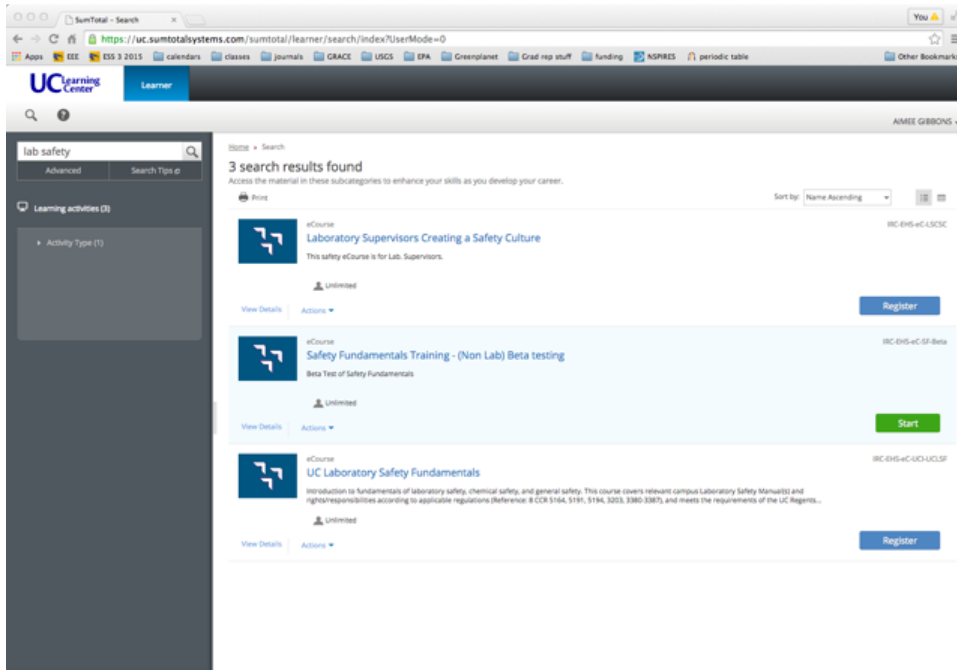 SumTotal - Search
You
https://uc.sumtotalsystems.com/sumtotal/learner/search/index?UserMode=0
Apps EEE ESS 3 2015 calendars classes journals GRACE USGS EPA Greenplanet Grad rep stuff funding NSPIRES periodic table Other Bookmark
UC Learning Center
Learner
AIMEE GIBBONS
lab safety
Advanced Search Tips
Learning activities (3)
Activity Type (1)
Home Search
3 search results found
Access the material in these subcategories to enhance your skills as you develop your career.
Print
Sort by: Name Ascending
eCourse
IRC-EHS-eC-LSCSC
Laboratory Supervisors Creating a Safety Culture
This safety eCourse is for Lab. Supervisors.
Unlimited
View Details Actions
Register
eCourse
IRC-EHS-eC-SF-Beta
Safety Fundamentals Training - (Non Lab) Beta testing
Beta Test of Safety Fundamentals
Unlimited
View Details Actions
Start
eCourse
IRC-EHS-eC-UCI-UCLSF
UC Laboratory Safety Fundamentals
Introduction to fundamentals of laboratory safety, chemical safety, and general safety. This course covers relevant campus Laboratory Safety Manual(s) and
rights/responsibilities according to applicable regulations (Reference: 8 CCR 5164, 5191, 5194, 3203, 3380-3387), and meets the requirements of the UC Regents...
Unlimited
View Details Actions
Register